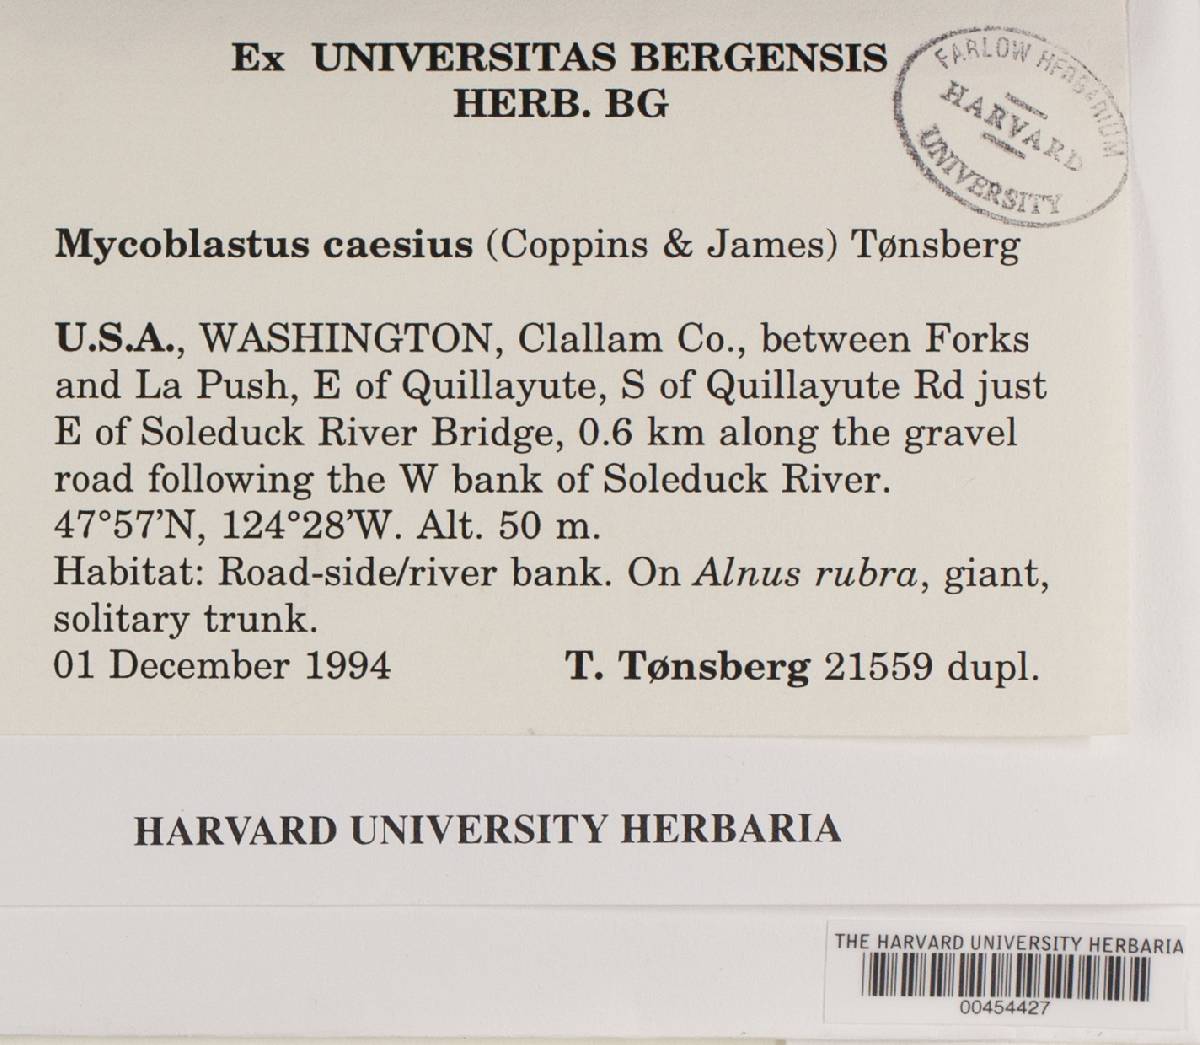 Ex UNIVERSITAS BERGENSIS
HERB. BG
FARLOW HERBARIUM
HARVARD
UNIVERSITY
Mycoblastus caesius (Coppins & James) Tønsberg
U.S.A., WASHINGTON, Clallam Co., between Forks
and La Push, E of Quillayute, S of Quillayute Rd just
E of Soleduck River Bridge, 0.6 km along the gravel
road following the W bank of Soleduck River.
47°57’N, 124°28’W. Alt. 50 m.
Habitat: Road-side/river bank. On Alnus rubra, giant,
solitary trunk.
01 December 1994 T. Tønsberg 21559 dupl.
HARVARD UNIVERSITY HERBARIA
THE HARVARD UNIVERSITY HERBARIA
00454427